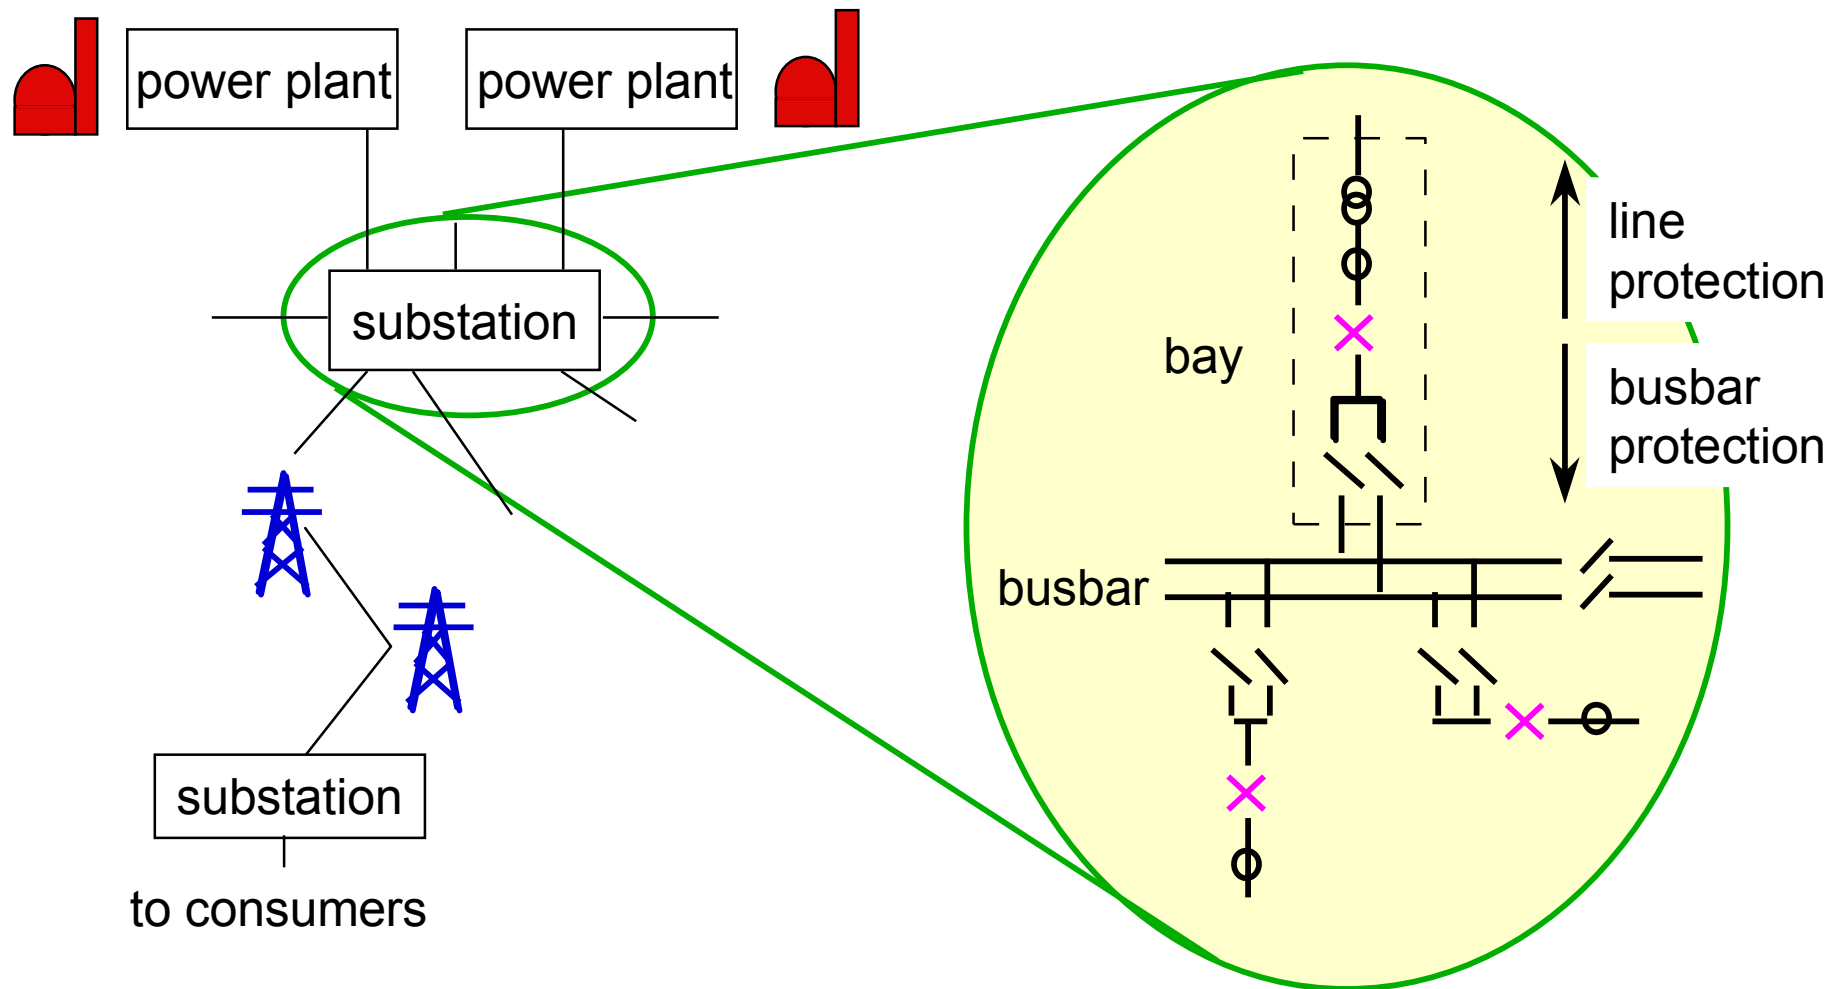 power plant
power plant
substation
substation
to consumers
bay
busbar
line
protection
busbar
protection